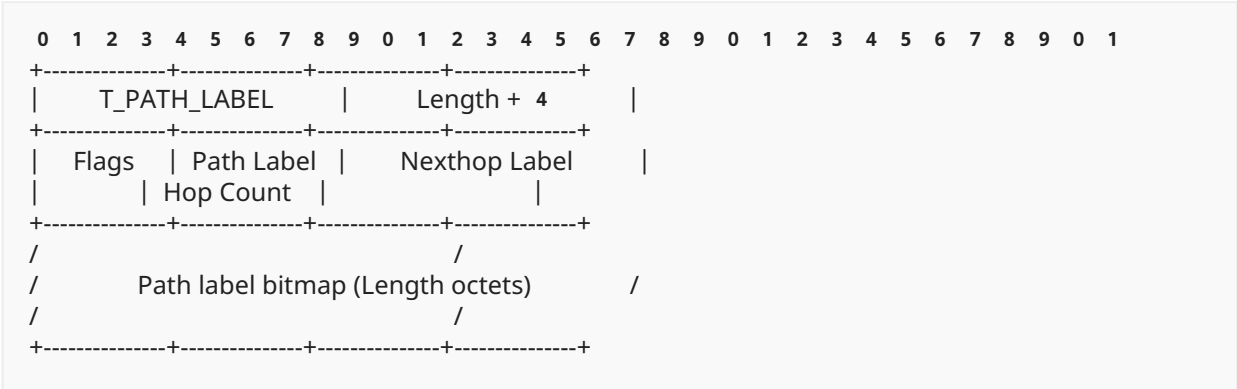 0 1 2 3 4 5 6 7 8 9 0 1 2 3 4 5 6 7 8 9 0 1 2 3 4 5 6 7 8 9 0 1
+---------------+---------------+---------------+---------------+
| T_PATH_LABEL | Length + 4 |
+---------------+---------------+---------------+---------------+
| Flags | Path Label | Nexthop Label |
| | Hop Count | |
+---------------+---------------+---------------+---------------+
/ /
/ Path label bitmap (Length octets) /
/ /
+---------------+---------------+---------------+---------------+